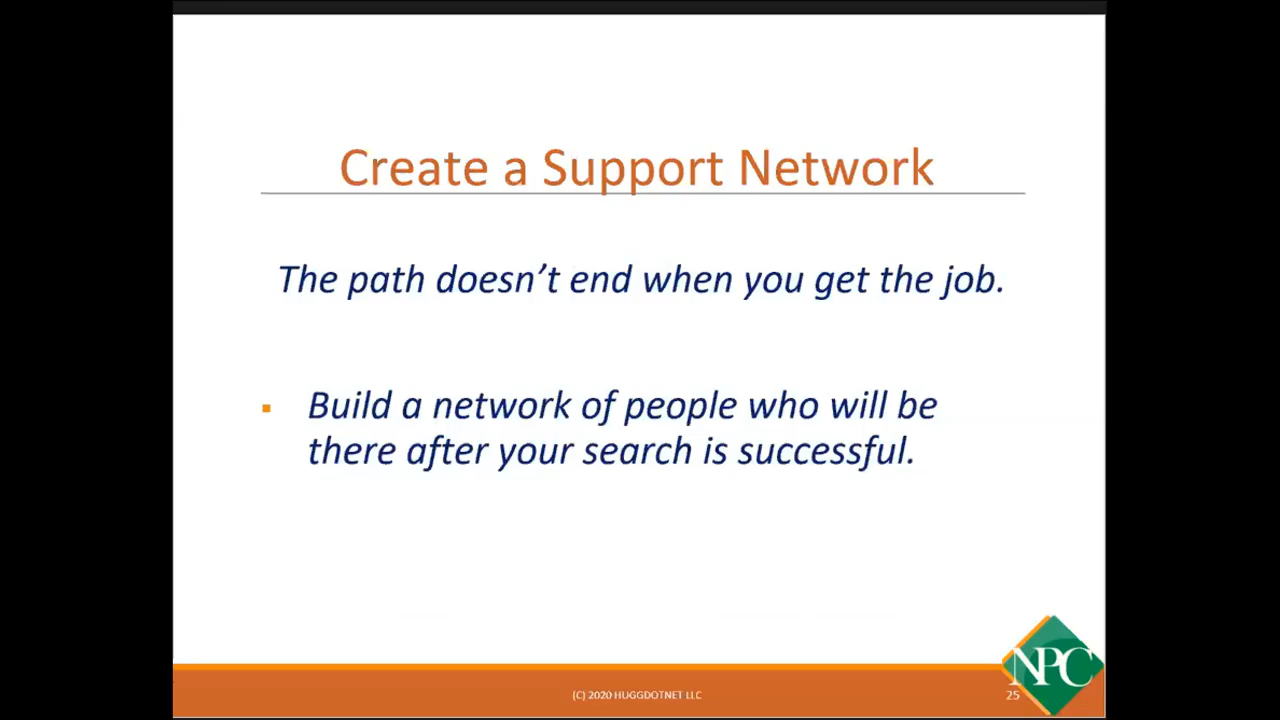 Create a Support Network
The path doesn't end when you get the job.
▪ Build a network of people who will be
there after your search is successful.
NPC
(C) 2020 HUGGDOTNET LLC
25